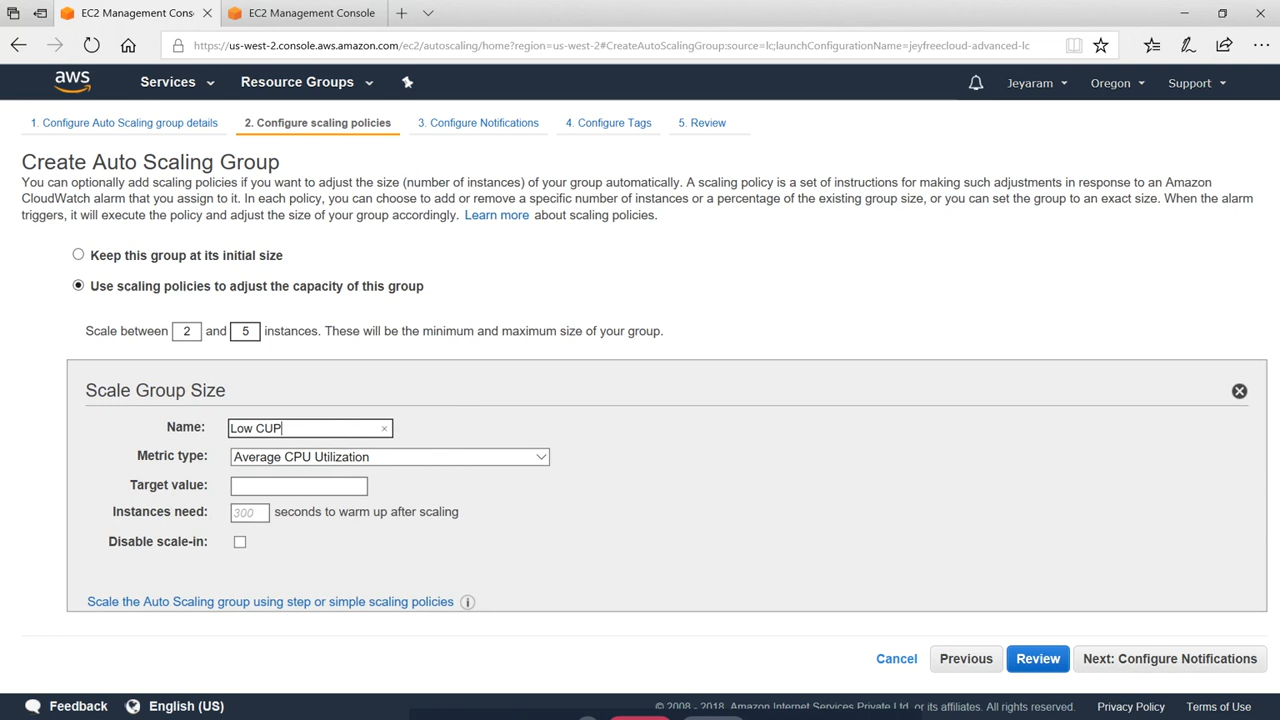 EC2 Management Cons
EC2 Management Console
https://us-west-2.console.aws.amazon.com/ec2/autoscaling/home?region=us-west-2#CreateAutoScalingGroup:source=lc;launchConfigurationName=jeyfreecloud-advanced-lc
aws Services Resource Groups Jeyaram Oregon Support
1. Configure Auto Scaling group details 2. Configure scaling policies 3. Configure Notifications 4. Configure Tags 5. Review
Create Auto Scaling Group
You can optionally add scaling policies if you want to adjust the size (number of instances) of your group automatically. A scaling policy is a set of instructions for making such adjustments in response to an Amazon
CloudWatch alarm that you assign to it. In each policy, you can choose to add or remove a specific number of instances or a percentage of the existing group size, or you can set the group to an exact size. When the alarm
triggers, it will execute the policy and adjust the size of your group accordingly. Learn more about scaling policies.
Keep this group at its initial size
Use scaling policies to adjust the capacity of this group
Scale between 2 and 5 instances. These will be the minimum and maximum size of your group.
Scale Group Size
Name: Low CUP
Metric type: Average CPU Utilization
Target value:
Instances need: 300 seconds to warm up after scaling
Disable scale-in:
Scale the Auto Scaling group using step or simple scaling policies
Cancel Previous Review Next: Configure Notifications
Feedback English (US) © 2008 - 2018, Amazon Internet Services Private Ltd. or its affiliates. All rights reserved. Privacy Policy Terms of Use